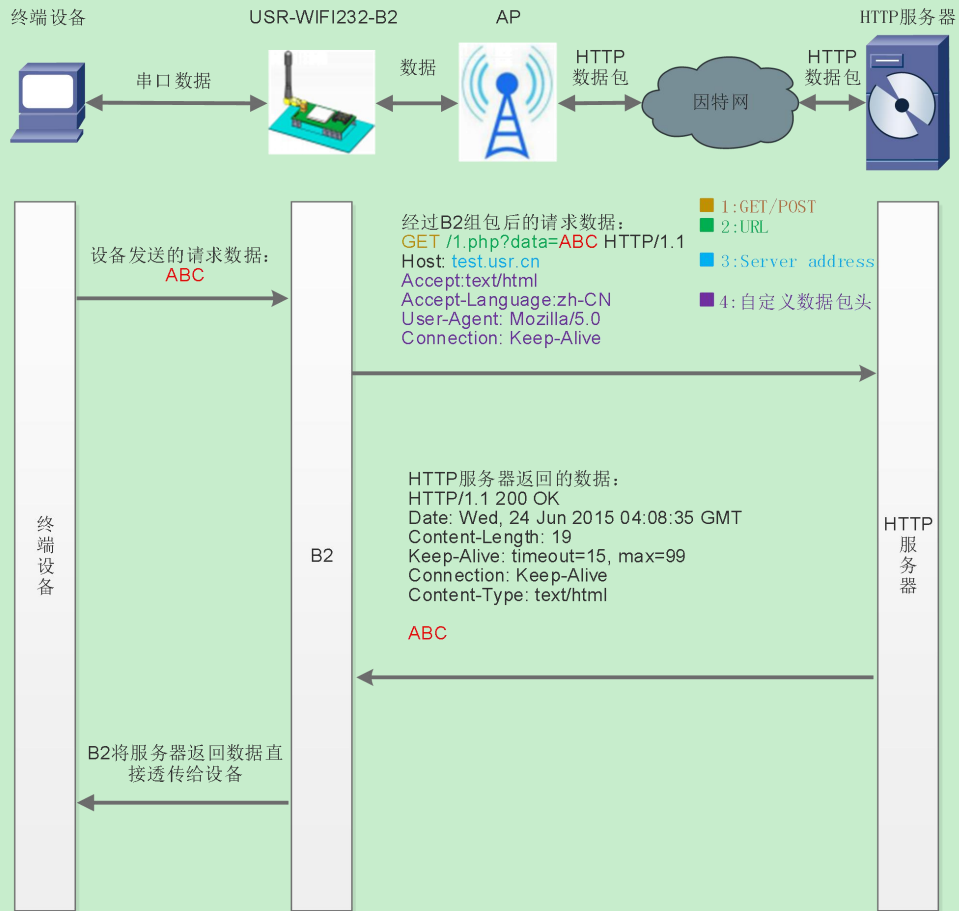 终端设备
USR-WIFI232-B2
AP
HTTP服务器
串口数据
数据
HTTP
数据包
因特网
HTTP
数据包
经过B2组包后的请求数据:
GET /1.php?data=ABC HTTP/1.1
Host: test.usr.cn
Accept:text/html
Accept-Language:zh-CN
User-Agent: Mozilla/5.0
Connection: Keep-Alive
1:GET/POST
2:URL
3:Server address
4:自定义数据包头
设备发送的请求数据:
ABC
HTTP服务器返回的数据:
HTTP/1.1 200 OK
Date: Wed, 24 Jun 2015 04:08:35 GMT
Content-Length: 19
Keep-Alive: timeout=15, max=99
Connection: Keep-Alive
Content-Type: text/html
ABC
终
端
设
备
B2
HTTP
服
务
器
B2将服务器返回数据直
接透传给设备